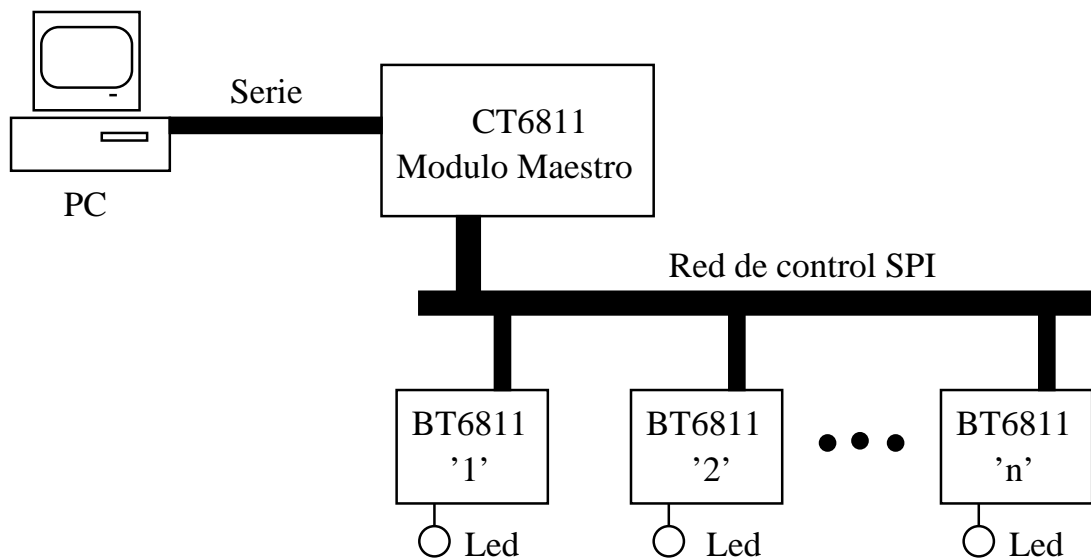 Serie
CT6811
Modulo Maestro
PC
Red de control SPI
BT6811
’1’
BT6811
’2’
BT6811
’n’
Led
Led
Led